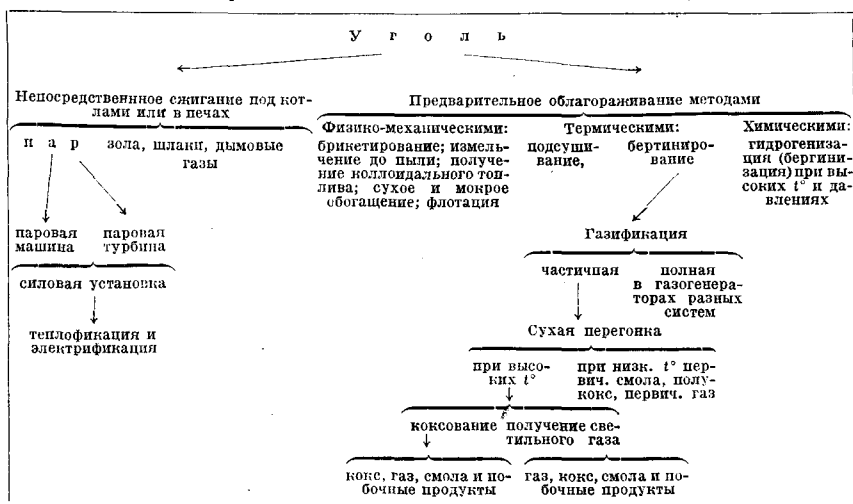 Уголь
Непосредственнное сжигание под кот-
лами или в печах
Предварительное облагораживание методами
пар зола, шлаки, дымовые
газы
Физико-механическими:
брикетирование; измель-
чение до пыли; получе-
ние коллоидального топ-
лива; сухое и мокрое
обогащение; флотация
Термическими:
подсуши- бертиниро-
вание, вание
Химическими:
гидрогениза-
ция (бергини-
зация) при вы-
соких t° и да-
влениях
паровая паровая
машина турбина
силовая установка
теплофикация и
электрификация
Газификация
частичная полная
в газогенера-
торах разных
систем
Сухая перегонка
при высо-
ких t°
при низк. t° пер-
вич. смола, полу-
кокс, первич. газ
коксование получение све-
тильного газа
кокс, газ, смола и по-
бочные продукты
газ, кокс, смола и по-
бочные продукты